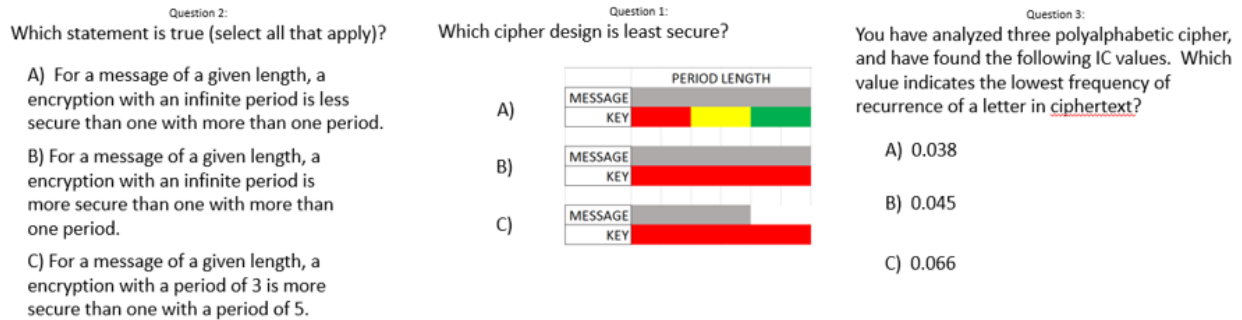 Question 2:
Which statement is true (select all that apply)?
A) For a message of a given length, a
encryption with an infinite period is less
secure than one with more than one period.
B) For a message of a given length, a
encryption with an infinite period is
more secure than one with more than
one period.
C) For a message of a given length, a
encryption with a period of 3 is more
secure than one with a period of 5.
Question 1:
Which cipher design is least secure?
PERIOD LENGTH
A)
MESSAGE
KEY
B)
MESSAGE
KEY
C)
MESSAGE
KEY
Question 3:
You have analyzed three polyalphabetic cipher,
and have found the following IC values. Which
value indicates the lowest frequency of
recurrence of a letter in ciphertext?
A) 0.038
B) 0.045
C) 0.066